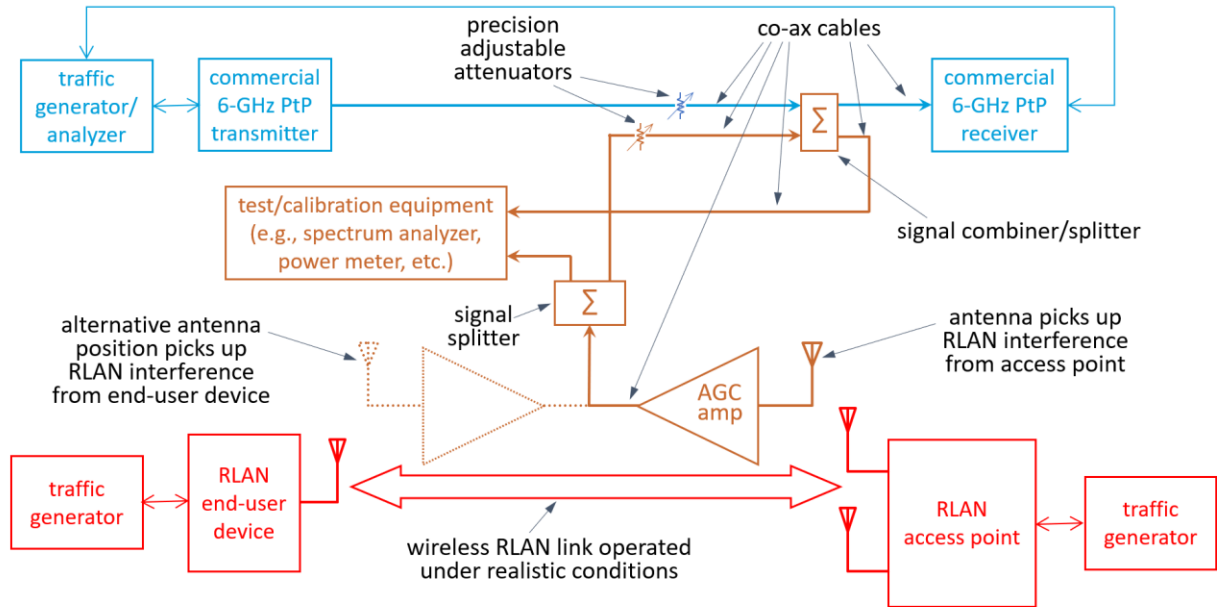 precision
adjustable
attenuators
co-ax cables
traffic
generator/
analyzer
commercial
6-GHz PtP
transmitter
Σ
commercial
6-GHz PtP
receiver
test/calibration equipment
(e.g., spectrum analyzer,
power meter, etc.)
signal combiner/splitter
Σ
signal
splitter
alternative antenna
position picks up
RLAN interference
from end-user device
antenna picks up
RLAN interference
from access point
AGC
amp
traffic
generator
RLAN
end-user
device
wireless RLAN link operated
under realistic conditions
RLAN
access point
traffic
generator